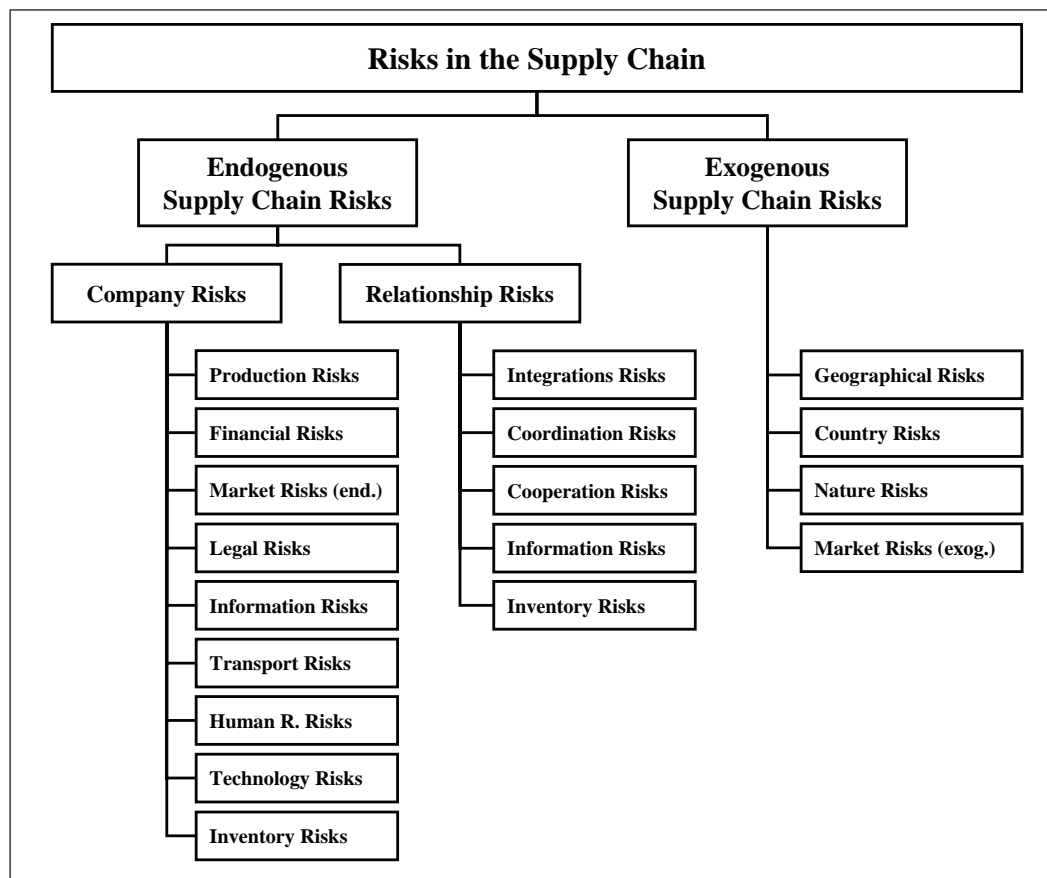 Risks in the Supply Chain
Endogenous
Supply Chain Risks
Exogenous
Supply Chain Risks
Company Risks
Relationship Risks
Production Risks
Financial Risks
Market Risks (end.)
Legal Risks
Information Risks
Transport Risks
Human R. Risks
Technology Risks
Inventory Risks
Integrations Risks
Coordination Risks
Cooperation Risks
Information Risks
Inventory Risks
Geographical Risks
Country Risks
Nature Risks
Market Risks (exog.)